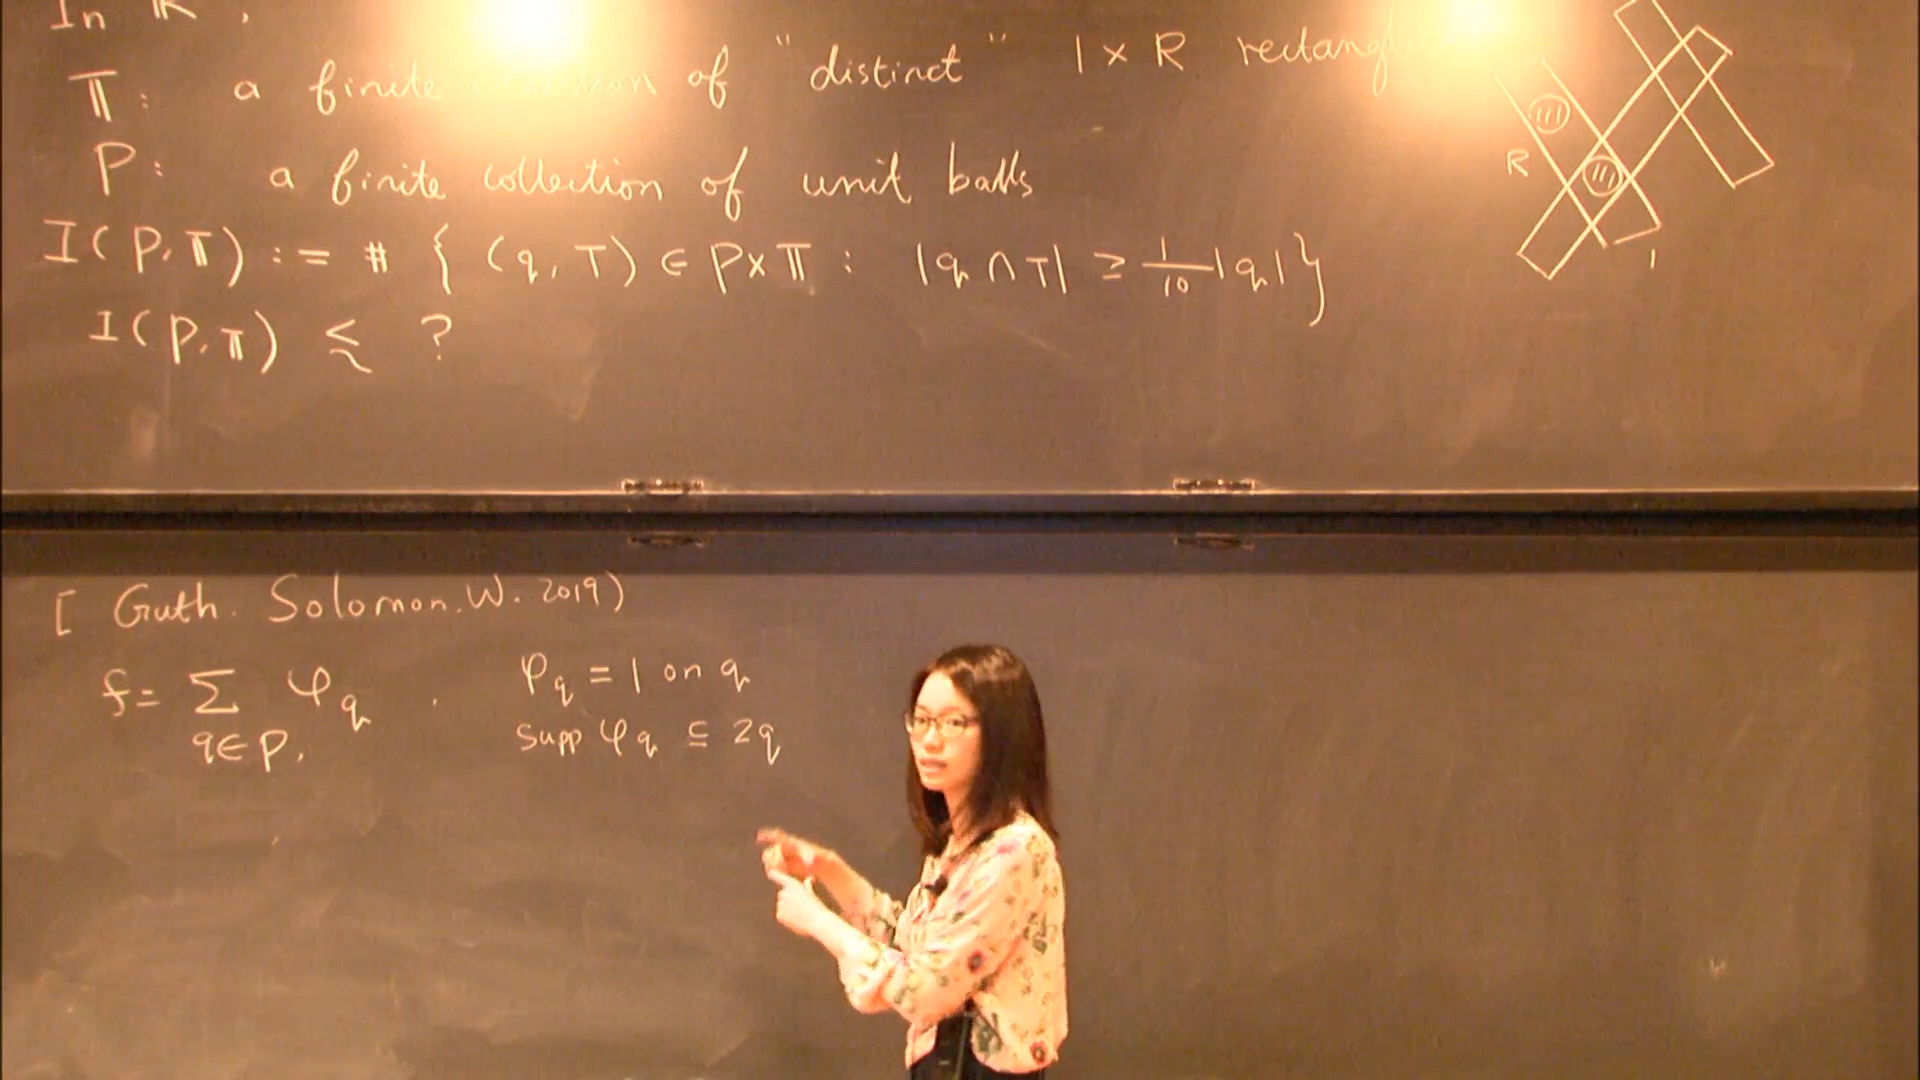 In ℝ ,
𝕋 : a finite of "distinct" 1 × R
P : a finite collection of unit balls
I(P, 𝕋) := # { (q, T) ∈ P × 𝕋 : |q ∩ T| ≥ 1/10 |q| }
I(P, 𝕋) ≲ ?
R
1
[ Guth. Solomon. W. 2019)
f = Σ φ_q . φ_q = 1 on q
q ∈ P, supp φ_q ⊆ 2q